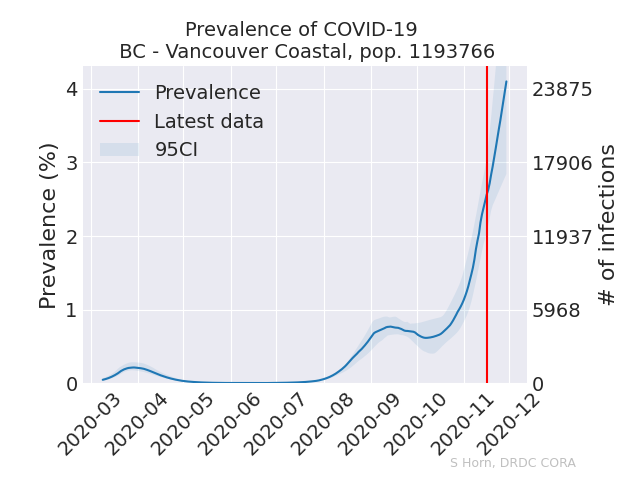 Prevalence of COVID-19
BC - Vancouver Coastal, pop. 1193766
Prevalence
Latest data
95CI
Prevalence (%)
4
3
2
1
0
23875
17906
11937
5968
0
# of infections
2020-03
2020-04
2020-05
2020-06
2020-07
2020-08
2020-09
2020-10
2020-11
2020-12
S Horn, DRDC CORA